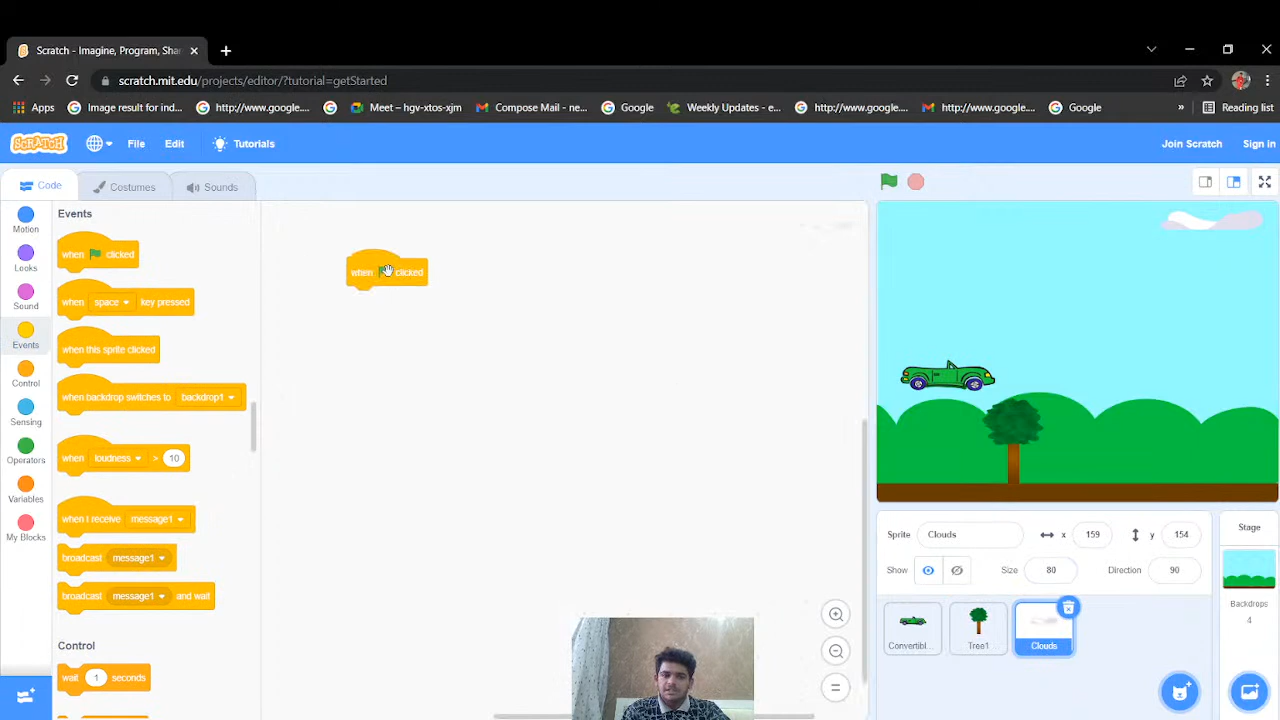 Scratch - Imagine, Program, Sha
scratch.mit.edu/projects/editor/?tutorial=getStarted
Apps
Image result for ind...
http://www.google....
Meet – hgv-xtos-xjm
Compose Mail - ne...
Google
Weekly Updates - e...
http://www.google....
http://www.google....
Google
»
Reading list
SCRATCH
File
Edit
Tutorials
Join Scratch
Sign in
Code
Costumes
Sounds
Motion
Looks
Sound
Events
Control
Sensing
Operators
Variables
My Blocks
Events
when clicked
when space key pressed
when this sprite clicked
when backdrop switches to backdrop1
when loudness > 10
when I receive message1
broadcast message1
broadcast message1 and wait
Control
wait 1 seconds
when clicked
Sprite Clouds x 159 y 154
Show Size 80 Direction 90
Convertibl...
Tree1
Clouds
Stage
Backdrops
4